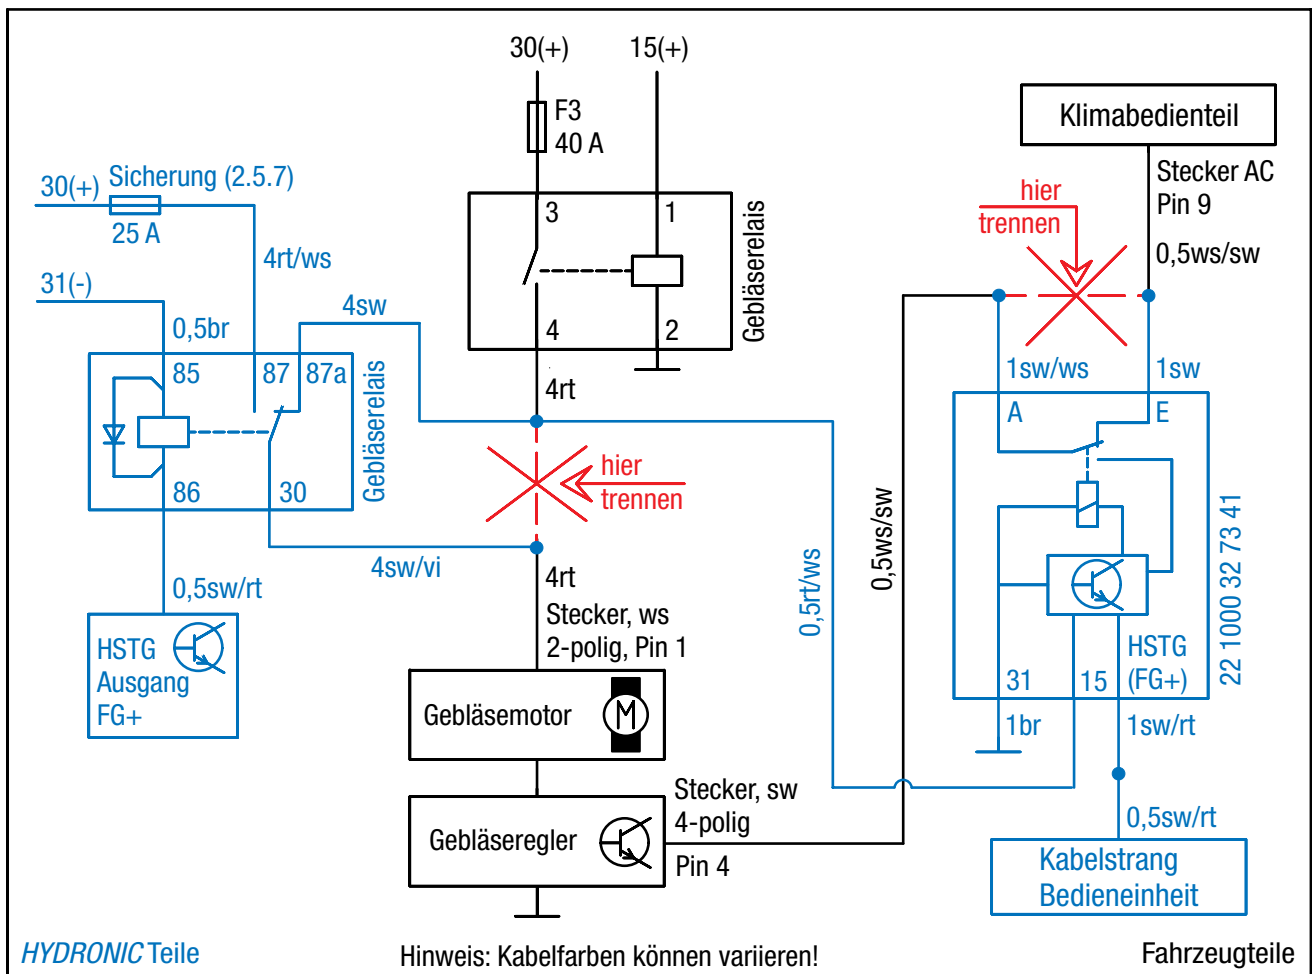 30(+)
15(+)
F3
40 A
Klimabedienteil
Stecker AC
Pin 9
0,5ws/sw
hier
trennen
30(+)
Sicherung (2.5.7)
25 A
4rt/ws
31(-)
0,5br
4sw
3
1
4
2
Gebläserelais
4rt
85
87
87a
86
30
Gebläserelais
hier
trennen
4sw/vi
4rt
0,5sw/rt
HSTG
Ausgang
FG+
Stecker, ws
2-polig, Pin 1
Gebläsemotor
M
Gebläseregler
Stecker, sw
4-polig
Pin 4
0,5rt/ws
0,5ws/sw
1sw/ws
1sw
A
E
HSTG
(FG+)
31
15
22 1000 32 73 41
1br
1sw/rt
0,5sw/rt
Kabelstrang
Bedieneinheit
HYDRONIC Teile
Hinweis: Kabelfarben können variieren!
Fahrzeugteile